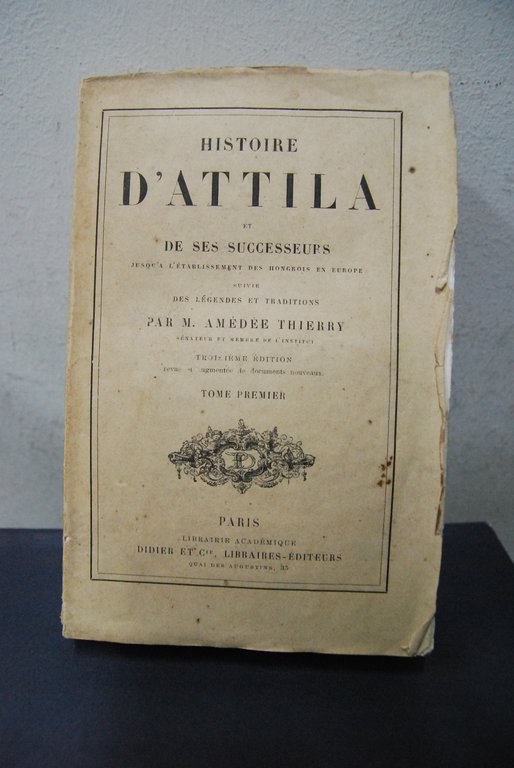 HISTOIRE
D'ATTILA
ET
DE SES SUCCESSEURS
JUSQU'A L'ÉTABLISSEMENT DES HONGROIS EN EUROPE
SUIVIE
DES LÉGENDES ET TRADITIONS
PAR M. AMÉDÉE THIERRY
SÉNATEUR ET MEMBRE DE L'INSTITUT
TROISIÈME ÉDITION
revue et augmentée de documents nouveaux
TOME PREMIER
D
PARIS
LIBRAIRIE ACADÉMIQUE
DIDIER ET Cie, LIBRAIRES-ÉDITEURS
QUAI DES AUGUSTINS, 35